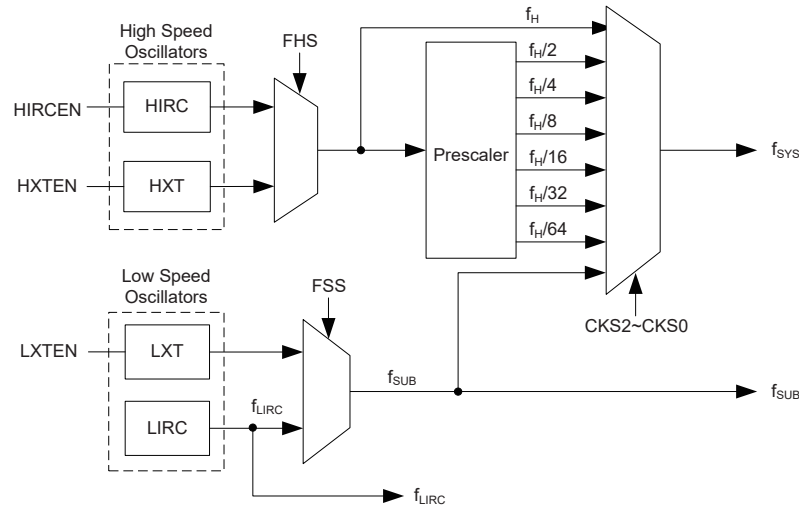 High Speed
Oscillators
FHS
HIRCEN
HIRC
HXTEN
HXT
Prescaler
fH
fH/2
fH/4
fH/8
fH/16
fH/32
fH/64
fSYS
CKS2~CKS0
Low Speed
Oscillators
FSS
LXTEN
LXT
LIRC
fLIRC
fSUB
fSUB
fLIRC